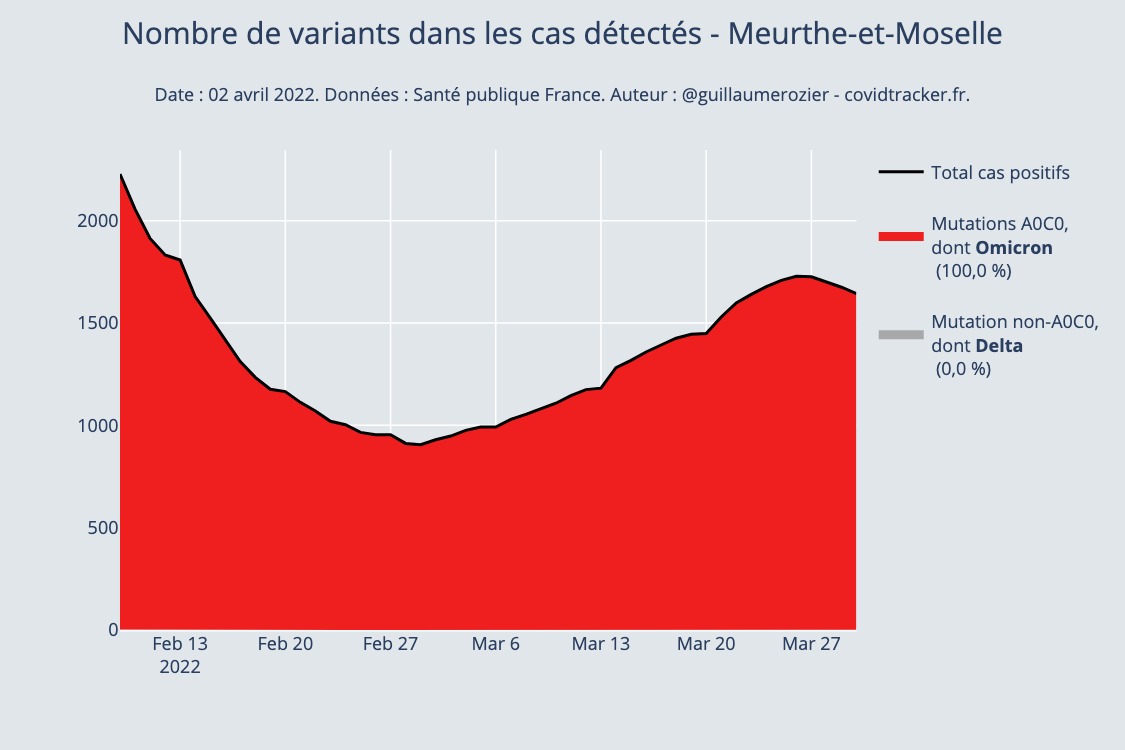 Nombre de variants dans les cas détectés - Meurthe-et-Moselle
Date : 02 avril 2022. Données : Santé publique France. Auteur : @guillaumerozier - covidtracker.fr.
Total cas positifs
Mutations A0C0,
dont Omicron
(100,0 %)
Mutation non-A0C0,
dont Delta
(0,0 %)
2000
1500
1000
500
0
Feb 13 Feb 20 Feb 27 Mar 6 Mar 13 Mar 20 Mar 27
2022